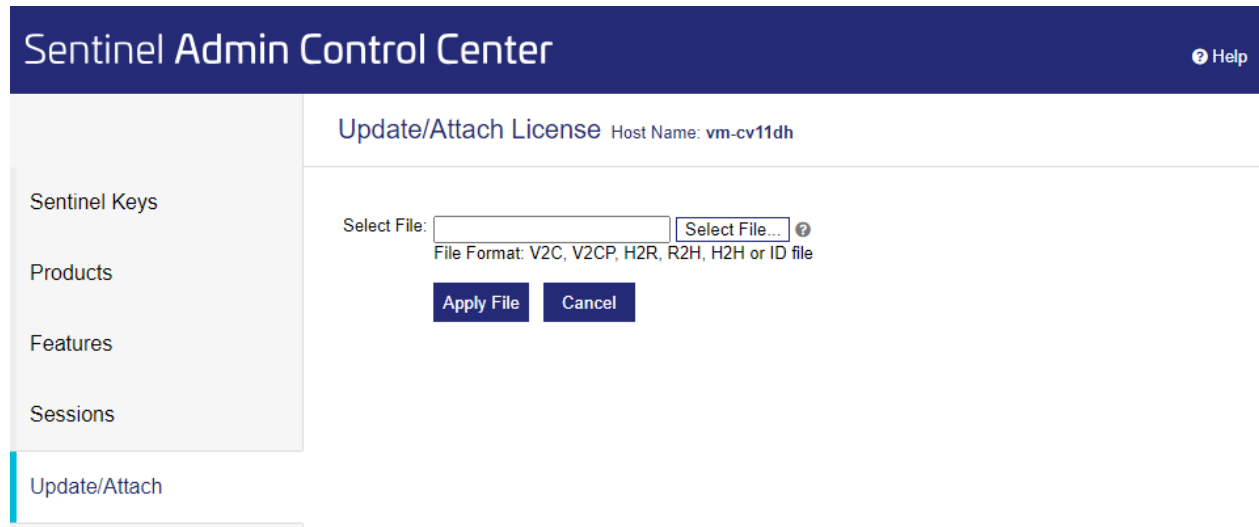 Sentinel Admin Control Center
Help
Update/Attach License Host Name: vm-cv11dh
Sentinel Keys
Products
Features
Sessions
Update/Attach
Select File: Select File...
File Format: V2C, V2CP, H2R, R2H, H2H or ID file
Apply File Cancel